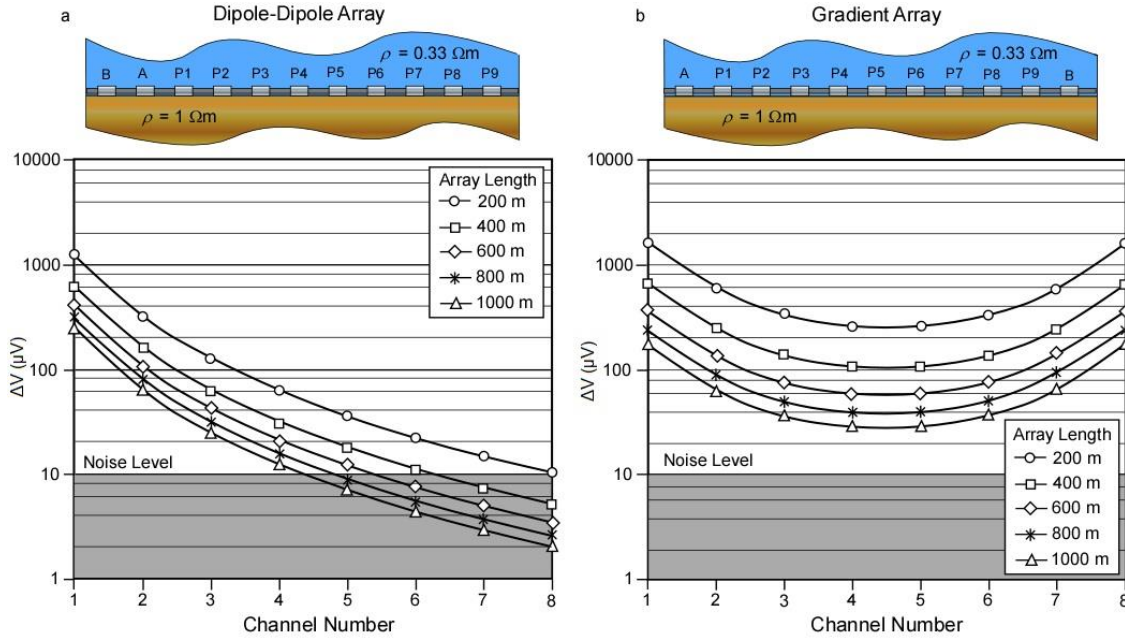 a Dipole-Dipole Array
ρ = 0.33 Ωm
B A P1 P2 P3 P4 P5 P6 P7 P8 P9
ρ = 1 Ωm
10000
1000
100
10
1
ΔV (µV)
Array Length
200 m
400 m
600 m
800 m
1000 m
Noise Level
1 2 3 4 5 6 7 8
Channel Number
b Gradient Array
ρ = 0.33 Ωm
A P1 P2 P3 P4 P5 P6 P7 P8 P9 B
ρ = 1 Ωm
10000
1000
100
10
1
ΔV (µV)
Noise Level
Array Length
200 m
400 m
600 m
800 m
1000 m
1 2 3 4 5 6 7 8
Channel Number